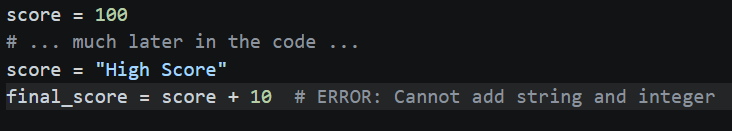 score = 100
# ... much later in the code ...
score = "High Score"
final_score = score + 10  # ERROR: Cannot add string and integer